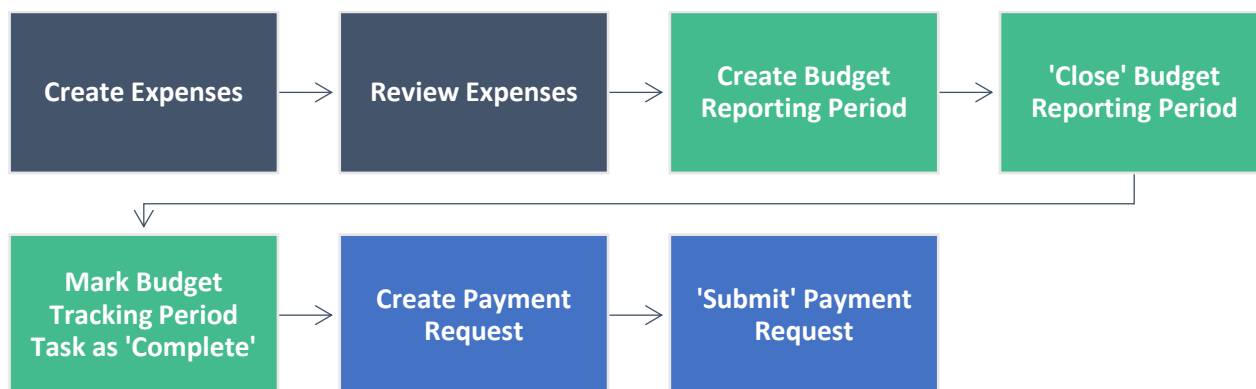 Create Expenses
Review Expenses
Create Budget
Reporting Period
'Close' Budget
Reporting Period
Mark Budget
Tracking Period
Task as 'Complete'
Create Payment
Request
'Submit' Payment
Request